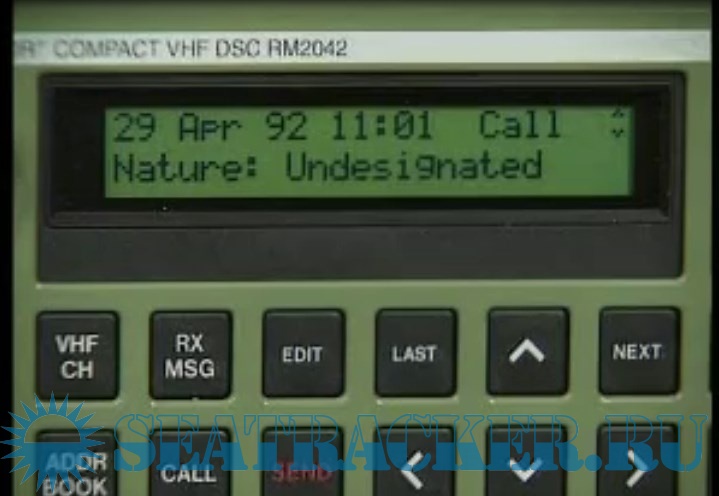 COMPACT VHF DSC RM2042
29 Apr 92 11:01 Call
Nature: Undesignated
VHF CH
RX MSG
EDIT
LAST
NEXT
ADDR BOOK
CALL
SEND
SEATRACKER.RU